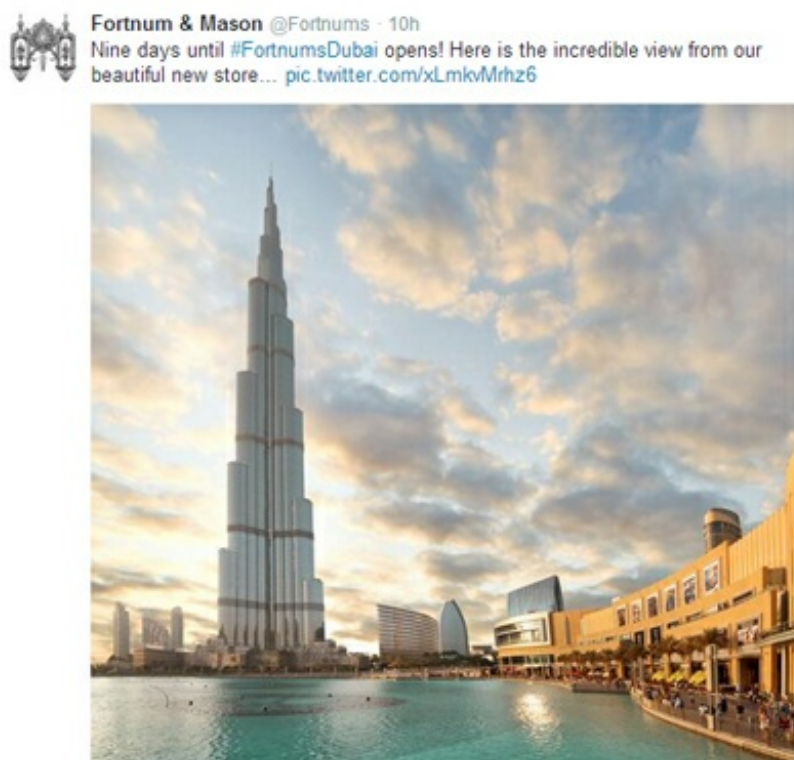 Fortnum & Mason @Fortnums · 10h
Nine days until #FortnumsDubai opens! Here is the incredible view from our
beautiful new store... pic.twitter.com/xLmkvMrhz6